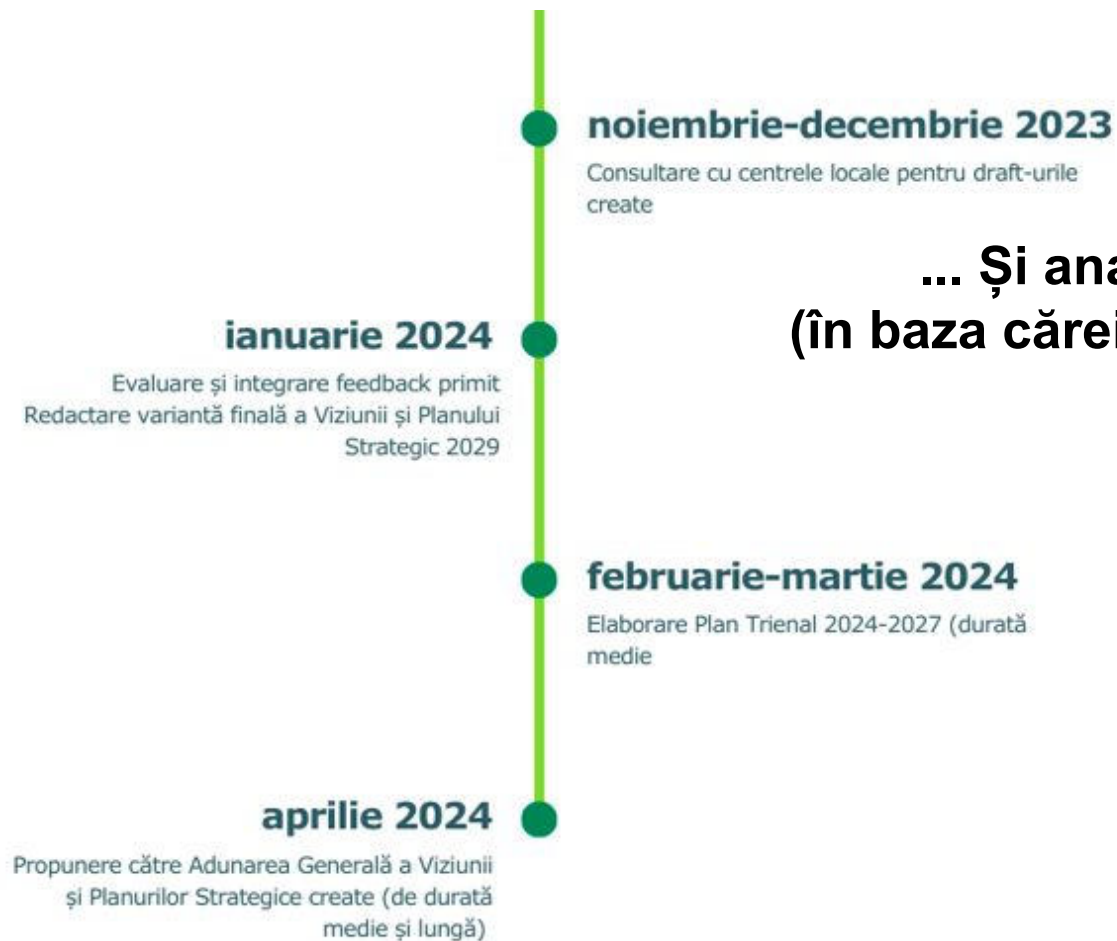 noiembrie-decembrie 2023
Consultare cu centrele locale pentru draft-urile
create
... Și
(în baza
ianuarie 2024
Evaluare și integrare feedback primit
Redactare variantă finală a Viziunii și Planului
Strategic 2029
februarie-martie 2024
Elaborare Plan Trienal 2024-2027 (durată
medie
aprilie 2024
Propunere către Adunarea Generală a Viziunii
și Planurilor Strategice create (de durată
medie și lungă)